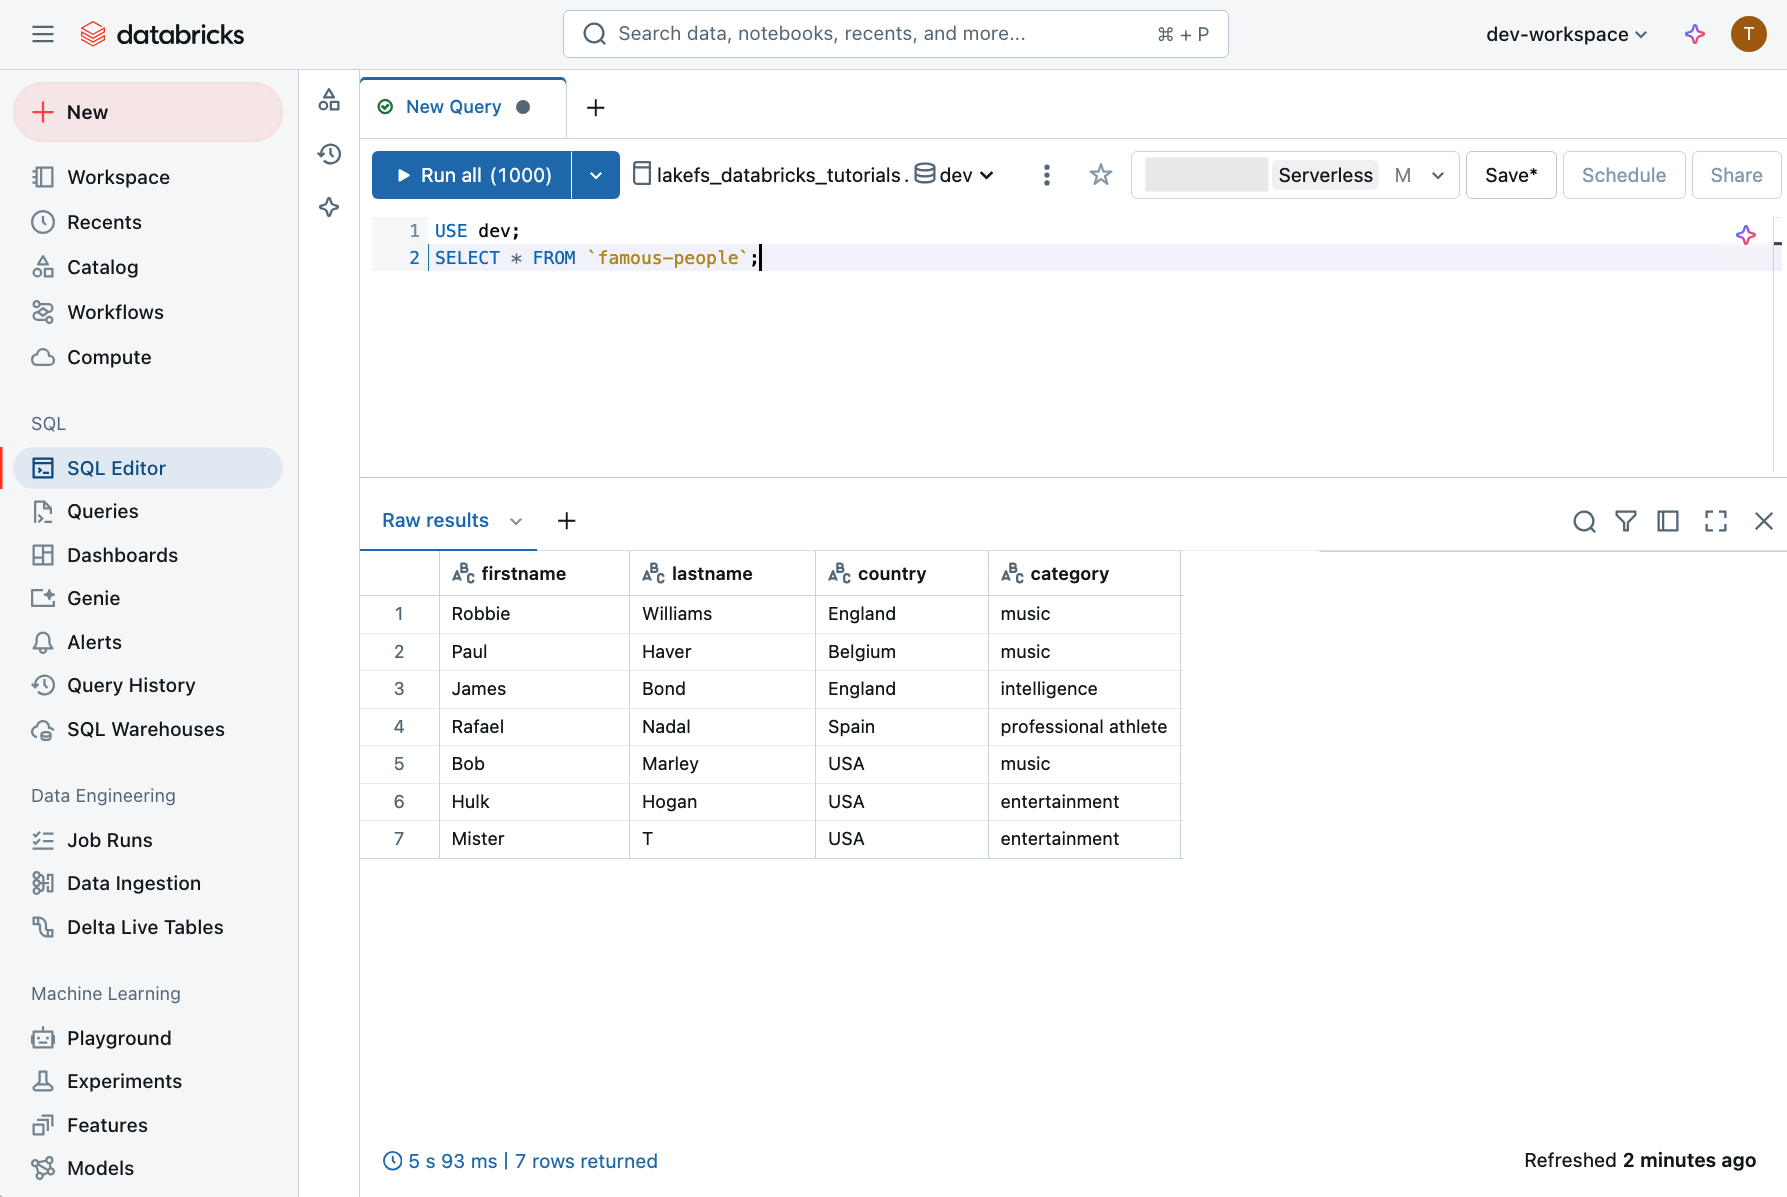 databricks
Search data, notebooks, recents, and more...
⌘ + P
dev-workspace
T
New
Workspace
Recents
Catalog
Workflows
Compute
SQL
SQL Editor
Queries
Dashboards
Genie
Alerts
Query History
SQL Warehouses
Data Engineering
Job Runs
Data Ingestion
Delta Live Tables
Machine Learning
Playground
Experiments
Features
Models
New Query
Run all (1000)
lakefs_databricks_tutorials . dev
Serverless M
Save*
Schedule
Share
1 USE dev;
2 SELECT * FROM `famous-people`;
Raw results
firstname lastname country category
1 Robbie Williams England music
2 Paul Haver Belgium music
3 James Bond England intelligence
4 Rafael Nadal Spain professional athlete
5 Bob Marley USA music
6 Hulk Hogan USA entertainment
7 Mister T USA entertainment
5 s 93 ms | 7 rows returned
Refreshed 2 minutes ago